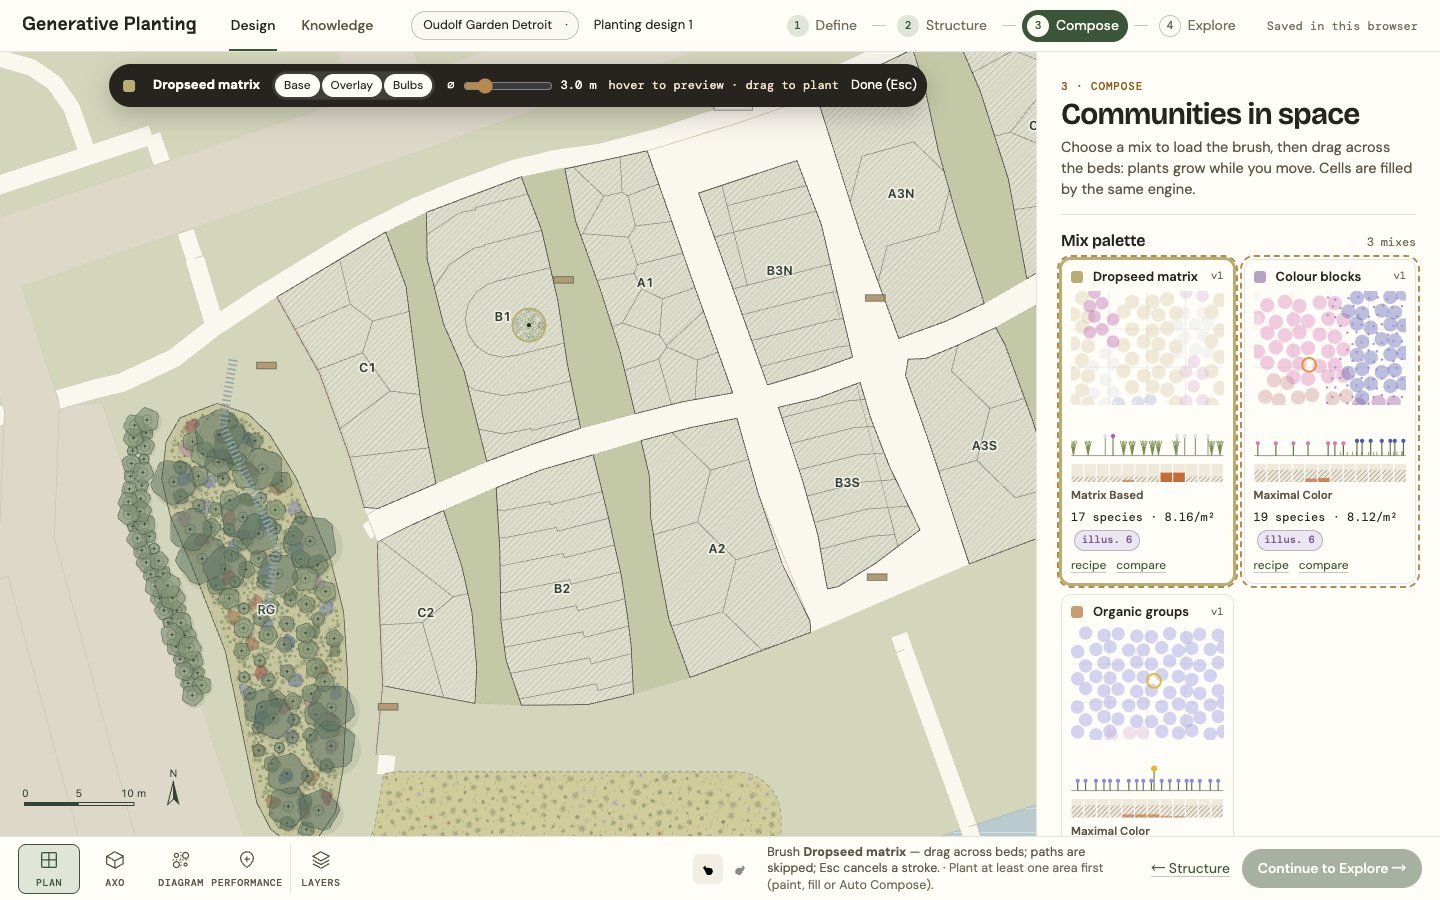 Generative Planting
Design
Knowledge
Oudolf Garden Detroit ·
Planting design 1
1 Define
2 Structure
3 Compose
4 Explore
Saved in this browser
Dropseed matrix
Base
Overlay
Bulbs
⌀
3.0 m
hover to preview · drag to plant
Done (Esc)
3 · COMPOSE
Communities in space
Choose a mix to load the brush, then drag across
the beds: plants grow while you move. Cells are filled
by the same engine.
Mix palette
3 mixes
Dropseed matrix v1
Matrix Based
17 species · 8.16/m²
illus. 6
recipe compare
Colour blocks v1
Maximal Color
19 species · 8.12/m²
illus. 6
recipe compare
Organic groups v1
Maximal Color
C
A3N
B3N
A1
B1
C1
A3S
B3S
A2
B2
C2
RG
0 5 10 m
N
PLAN
AXO
DIAGRAM
PERFORMANCE
LAYERS
Brush Dropseed matrix — drag across beds; paths are
skipped; Esc cancels a stroke. · Plant at least one area first
(paint, fill or Auto Compose).
← Structure
Continue to Explore →